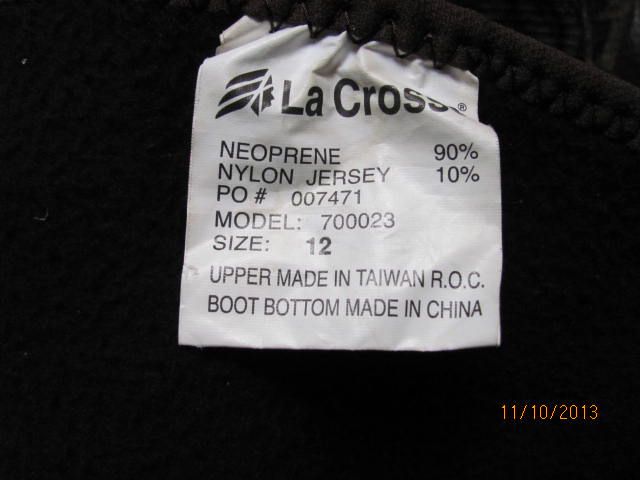 La Crosse®
NEOPRENE 90%
NYLON JERSEY 10%
PO # 007471
MODEL: 700023
SIZE: 12
UPPER MADE IN TAIWAN R.O.C.
BOOT BOTTOM MADE IN CHINA
11/10/2013